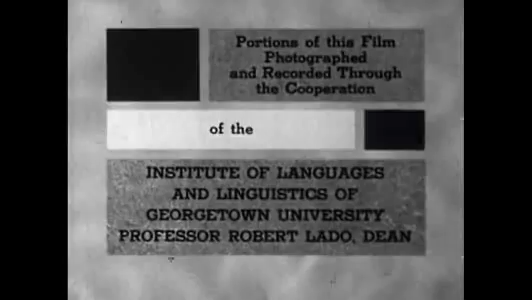 Portions of this Film
Photographed
and Recorded Through
the Cooperation
of the
INSTITUTE OF LANGUAGES
AND LINGUISTICS OF
GEORGETOWN UNIVERSITY
PROFESSOR ROBERT LADO, DEAN